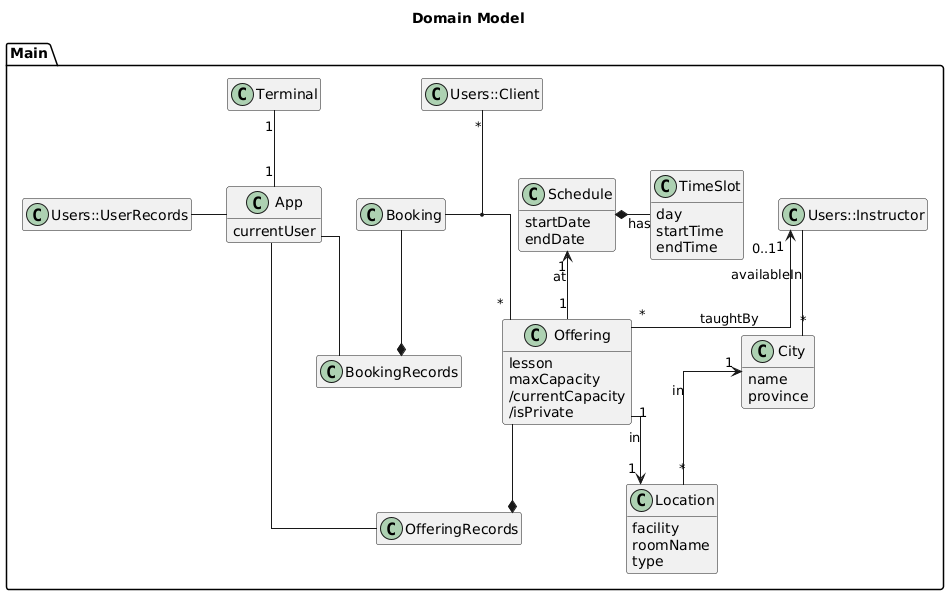 Domain Model
Main
C Terminal
C Users::Client
1
*
1
C Schedule
startDate
endDate
has
C TimeSlot
day
startTime
endTime
C Users::UserRecords
C App
currentUser
C Booking
C Users::Instructor
0..1
1
availableIn
1
at
1
*
*
taughtBy
*
C Offering
lesson
maxCapacity
/currentCapacity
/isPrivate
C City
name
province
C BookingRecords
1
in
1
in
1
*
C Location
facility
roomName
type
C OfferingRecords